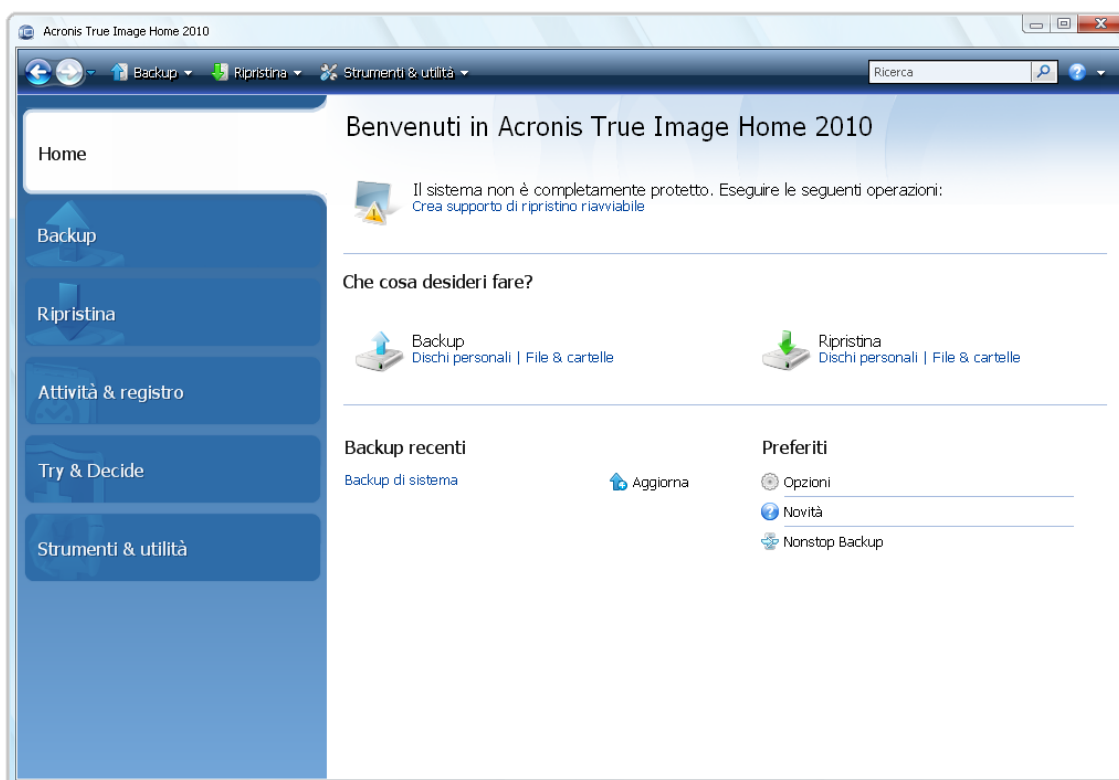 Acronis True Image Home 2010
Backup
Ripristina
Strumenti & utilità
Ricerca
Home
Backup
Ripristina
Attività & registro
Try & Decide
Strumenti & utilità
Benvenuti in Acronis True Image Home 2010
Il sistema non è completamente protetto. Eseguire le seguenti operazioni:
Crea supporto di ripristino riavviabile
Che cosa desideri fare?
Backup
Dischi personali | File & cartelle
Ripristina
Dischi personali | File & cartelle
Backup recenti
Backup di sistema
Aggiorna
Preferiti
Opzioni
Novità
Nonstop Backup